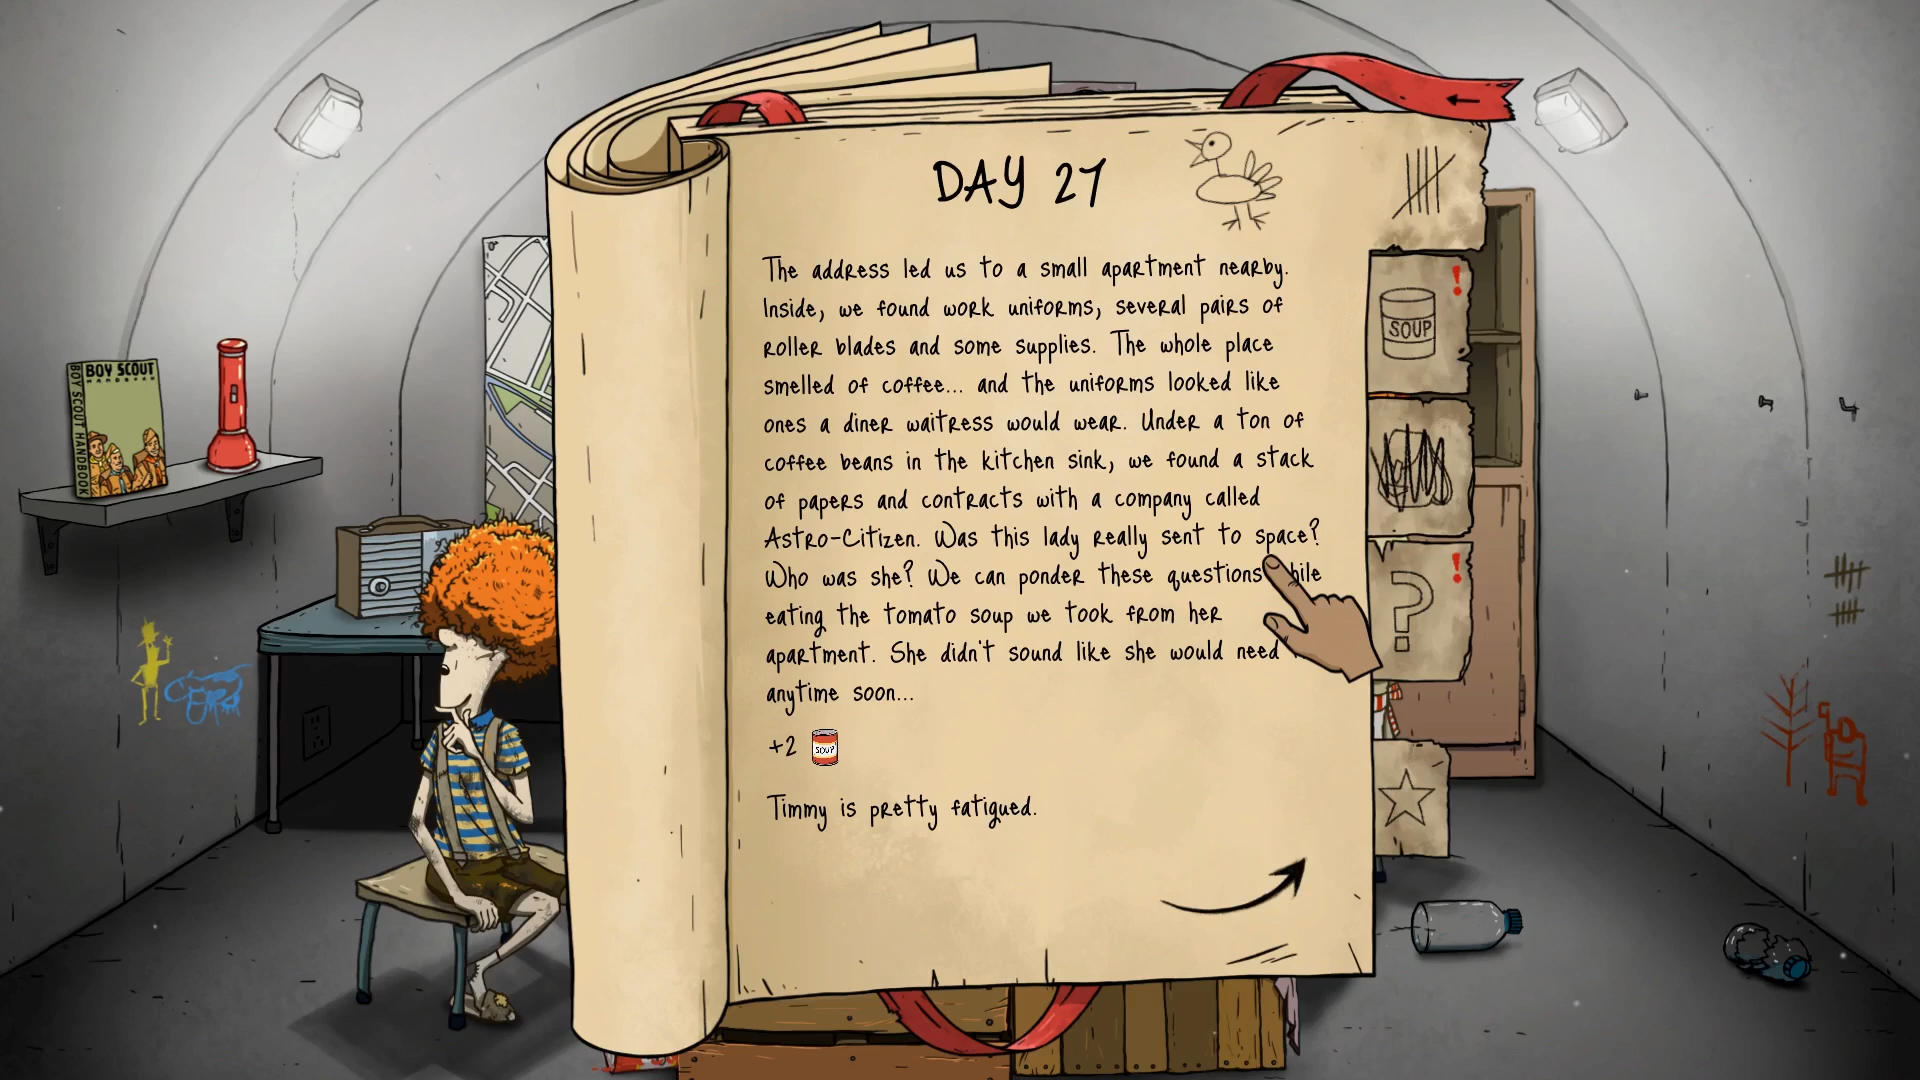 DAY 27
The address led us to a small apartment nearby.
Inside, we found work uniforms, several pairs of
roller blades and some supplies. The whole place
smelled of coffee... and the uniforms looked like
ones a diner waitress would wear. Under a ton of
coffee beans in the kitchen sink, we found a stack
of papers and contracts with a company called
Astro-Citizen. Was this lady really sent to space?
Who was she? We can ponder these questions
eating the tomato soup we took from her
apartment. She didn't sound like she would need
anytime soon...
+2 SOUP
Timmy is pretty fatigued.
!
SOUP
!
?
BOY SCOUT
HANDBOOK
BOY SCOUT HANDBOOK